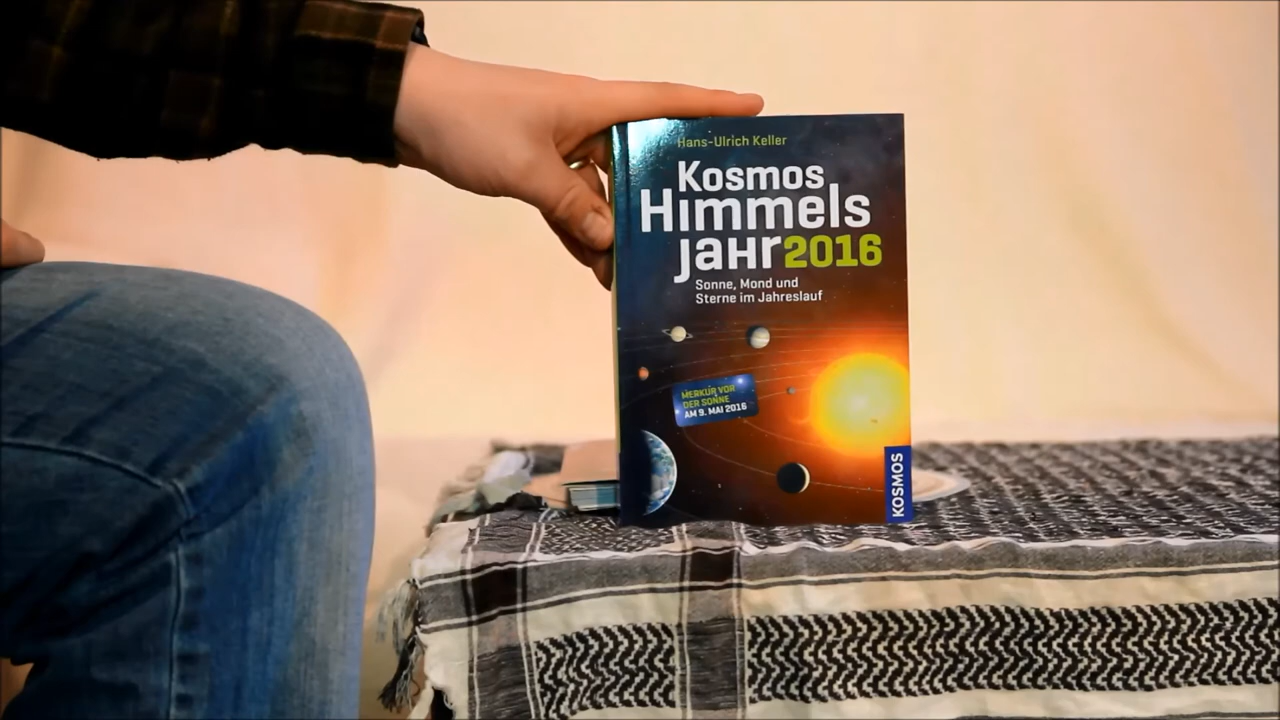 Hans-Ulrich Keller
Kosmos
Himmels
jaHr2016
Sonne, Mond und
Sterne im Jahreslauf
MERKUR VOR
DER SONNE
AM 9. MAI 2016
KOSMOS